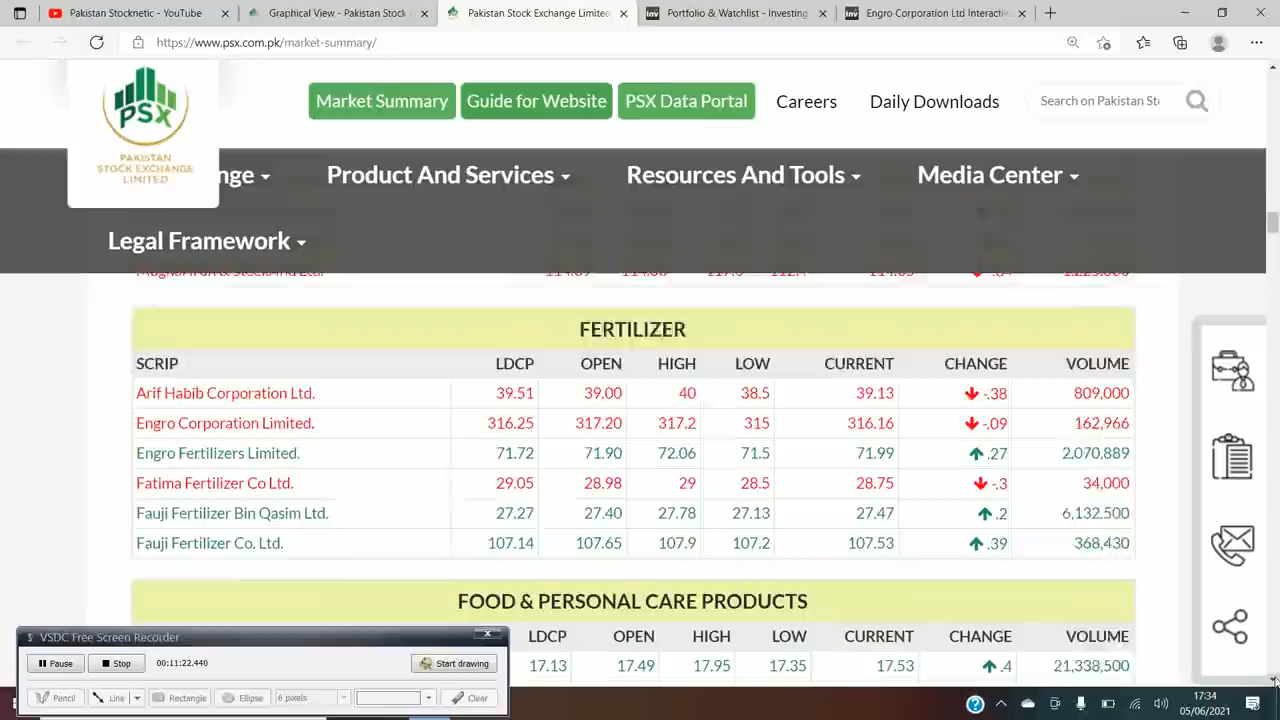 Pakistan Stocknetic - YouTube
Graphical View - Pakistan Stock
Pakistan Stock Exchange Limited
Portfolio & Watchlist - Investing
Engro Corporation Ltd Interacti
https://www.psx.com.pk/market-summary/
PSX
PAKISTAN
STOCK EXCHANGE
LIMITED
Market Summary
Guide for Website
PSX Data Portal
Careers
Daily Downloads
Search on Pakistan St
nge
Product And Services
Resources And Tools
Media Center
Legal Framework
FERTILIZER
SCRIP LDCP OPEN HIGH LOW CURRENT CHANGE VOLUME
Arif Habib Corporation Ltd. 39.51 39.00 40 38.5 39.13 -.38 809,000
Engro Corporation Limited. 316.25 317.20 317.2 315 316.16 -.09 162,966
Engro Fertilizers Limited. 71.72 71.90 72.06 71.5 71.99 .27 2,070,889
Fatima Fertilizer Co Ltd. 29.05 28.98 29 28.5 28.75 -.3 34,000
Fauji Fertilizer Bin Qasim Ltd. 27.27 27.40 27.78 27.13 27.47 .2 6,132,500
Fauji Fertilizer Co. Ltd. 107.14 107.65 107.9 107.2 107.53 .39 368,430
FOOD & PERSONAL CARE PRODUCTS
LDCP OPEN HIGH LOW CURRENT CHANGE VOLUME
17.13 17.49 17.95 17.35 17.53 .4 21,338,500
VSDC Free Screen Recorder
Pause
Stop
00:11:22.440
Start drawing
Pencil
Line
Rectangle
Ellipse
6 pixels
Clear
17:34
05/06/2021